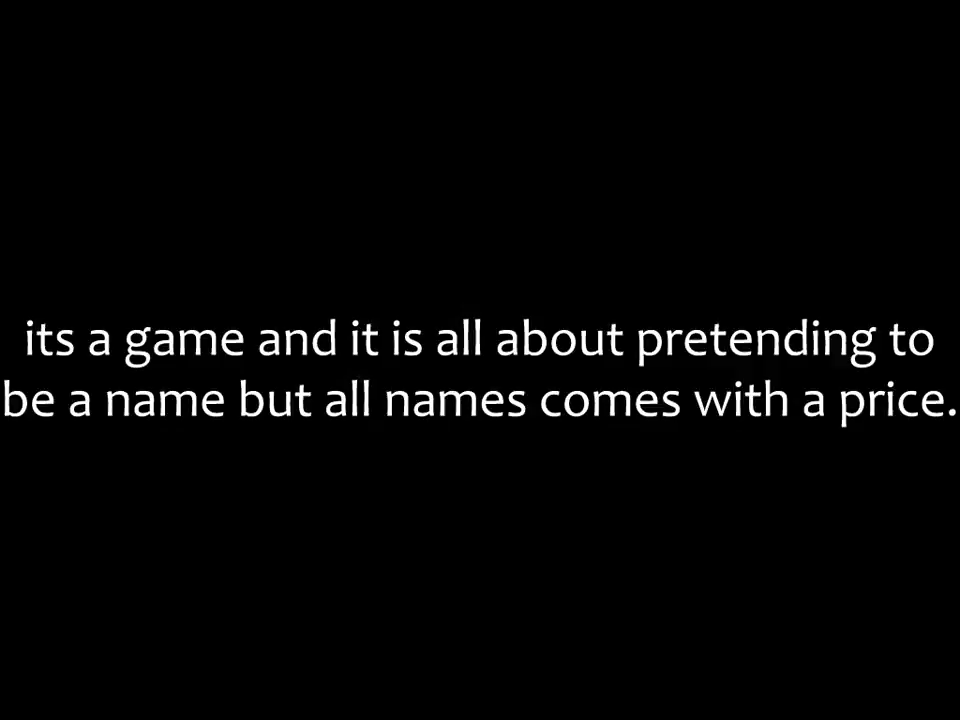 its a game and it is all about pretending to
be a name but all names comes with a price.